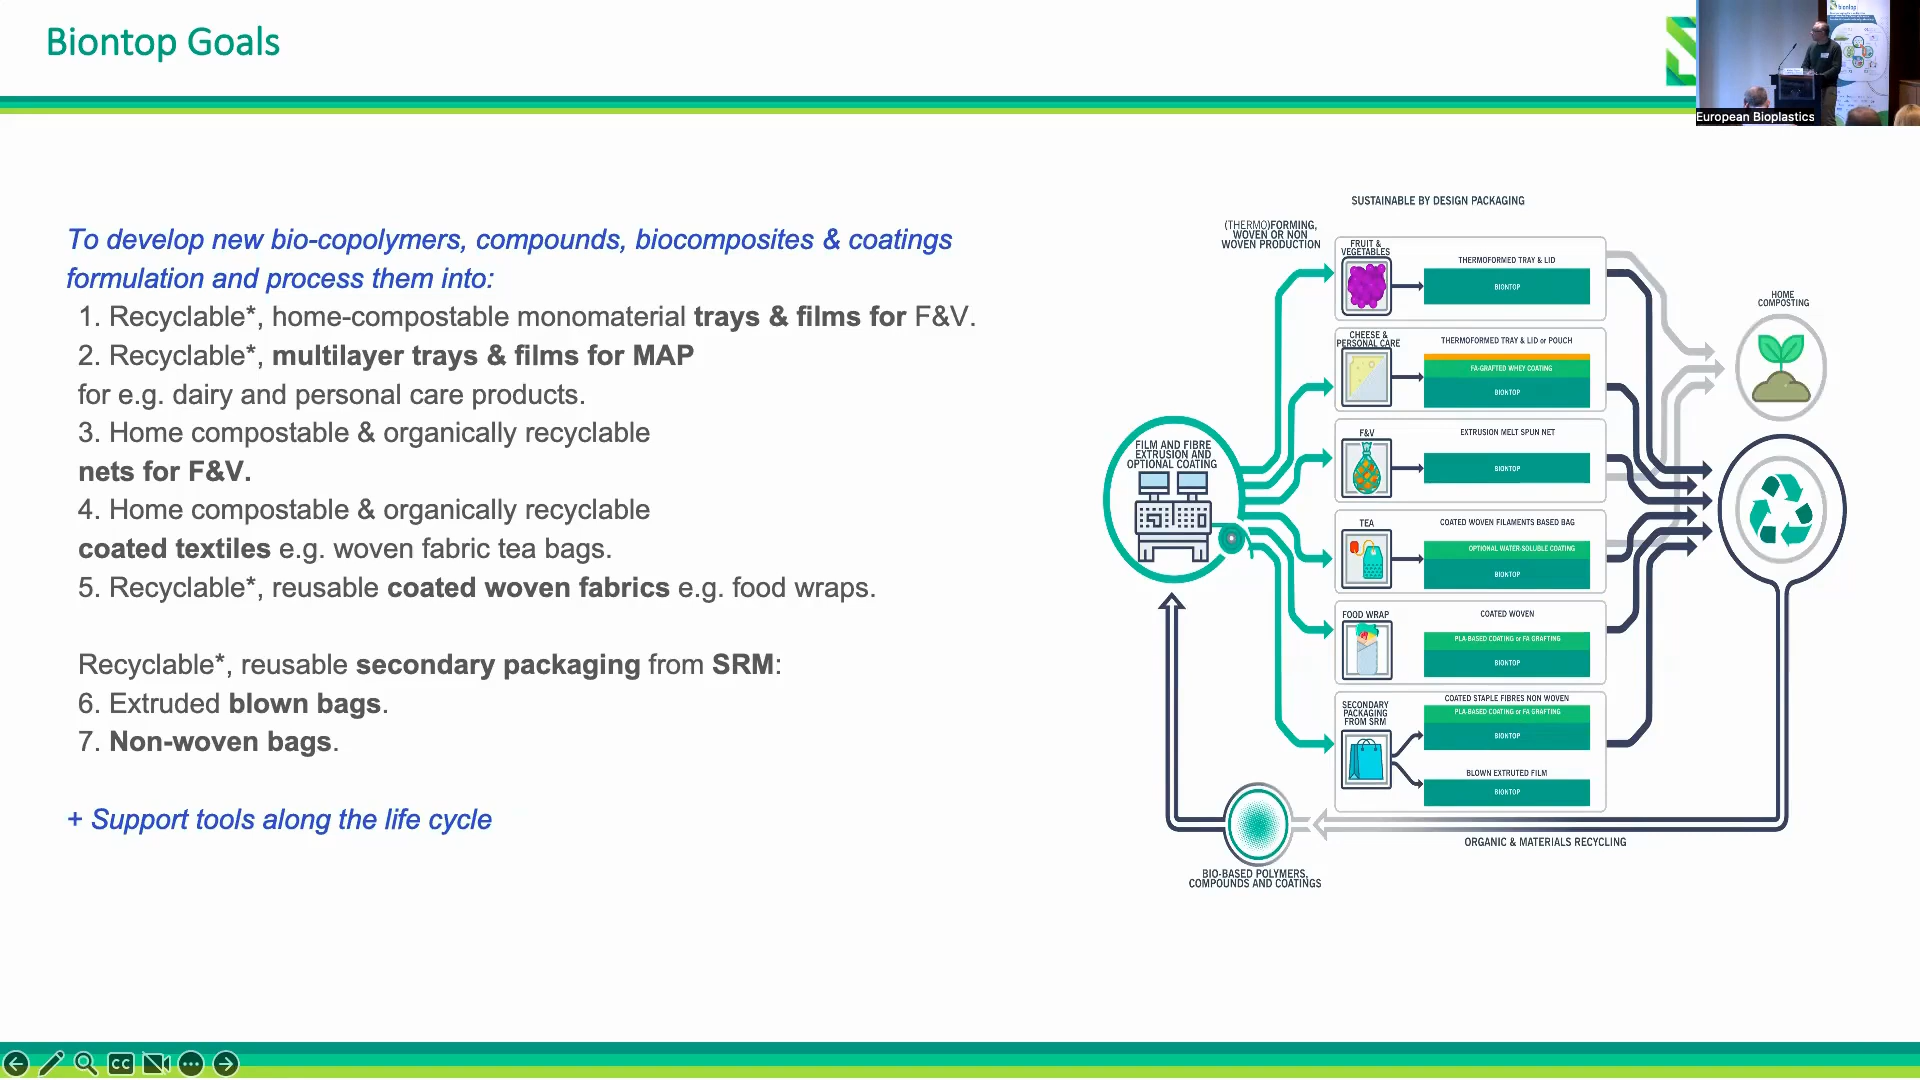 Biontop Goals
European Bioplastics
biontop
To develop new bio-copolymers, compounds, biocomposites & coatings
formulation and process them into:
1. Recyclable*, home-compostable monomaterial trays & films for F&V.
2. Recyclable*, multilayer trays & films for MAP
for e.g. dairy and personal care products.
3. Home compostable & organically recyclable
nets for F&V.
4. Home compostable & organically recyclable
coated textiles e.g. woven fabric tea bags.
5. Recyclable*, reusable coated woven fabrics e.g. food wraps.
Recyclable*, reusable secondary packaging from SRM:
6. Extruded blown bags.
7. Non-woven bags.
+ Support tools along the life cycle
SUSTAINABLE BY DESIGN PACKAGING
(THERMO)FORMING,
WOVEN OR NON
WOVEN PRODUCTION
FILM AND FIBRE
EXTRUSION AND
OPTIONAL COATING
FRUIT &
VEGETABLES
THERMOFORMED TRAY & LID
BIONTOP
CHEESE &
PERSONAL CARE
THERMOFORMED TRAY & LID or POUCH
FA-GRAFTED WHEY COATING
BIONTOP
F&V
EXTRUSION MELT SPUN NET
BIONTOP
TEA
COATED WOVEN FILAMENTS BASED BAG
OPTIONAL WATER-SOLUBLE COATING
BIONTOP
FOOD WRAP
COATED WOVEN
PLA-BASED COATING or FA GRAFTING
BIONTOP
SECONDARY
PACKAGING
FROM SRM
COATED STAPLE FIBRES NON WOVEN
PLA-BASED COATING or FA GRAFTING
BIONTOP
BLOWN EXTRUTED FILM
BIONTOP
HOME
COMPOSTING
ORGANIC & MATERIALS RECYCLING
BIO-BASED POLYMERS,
COMPOUNDS AND COATINGS
CC